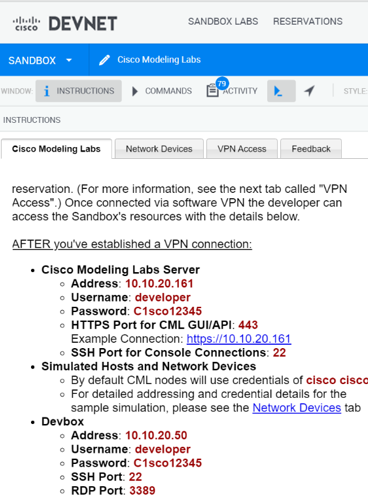 CISCO DEVNET SANDBOX LABS RESERVATIONS
SANDBOX Cisco Modeling Labs
WINDOW: INSTRUCTIONS COMMANDS 79 ACTIVITY STYLE:
INSTRUCTIONS
Cisco Modeling Labs Network Devices VPN Access Feedback
reservation. (For more information, see the next tab called "VPN
Access".) Once connected via software VPN the developer can
access the Sandbox's resources with the details below.
AFTER you've established a VPN connection:
• Cisco Modeling Labs Server
○ Address: 10.10.20.161
○ Username: developer
○ Password: C1sco12345
○ HTTPS Port for CML GUI/API: 443
Example Connection: https://10.10.20.161
○ SSH Port for Console Connections: 22
• Simulated Hosts and Network Devices
○ By default CML nodes will use credentials of cisco cisco
○ For detailed addressing and credential details for the
sample simulation, please see the Network Devices tab
• Devbox
○ Address: 10.10.20.50
○ Username: developer
○ Password: C1sco12345
○ SSH Port: 22
○ RDP Port: 3389